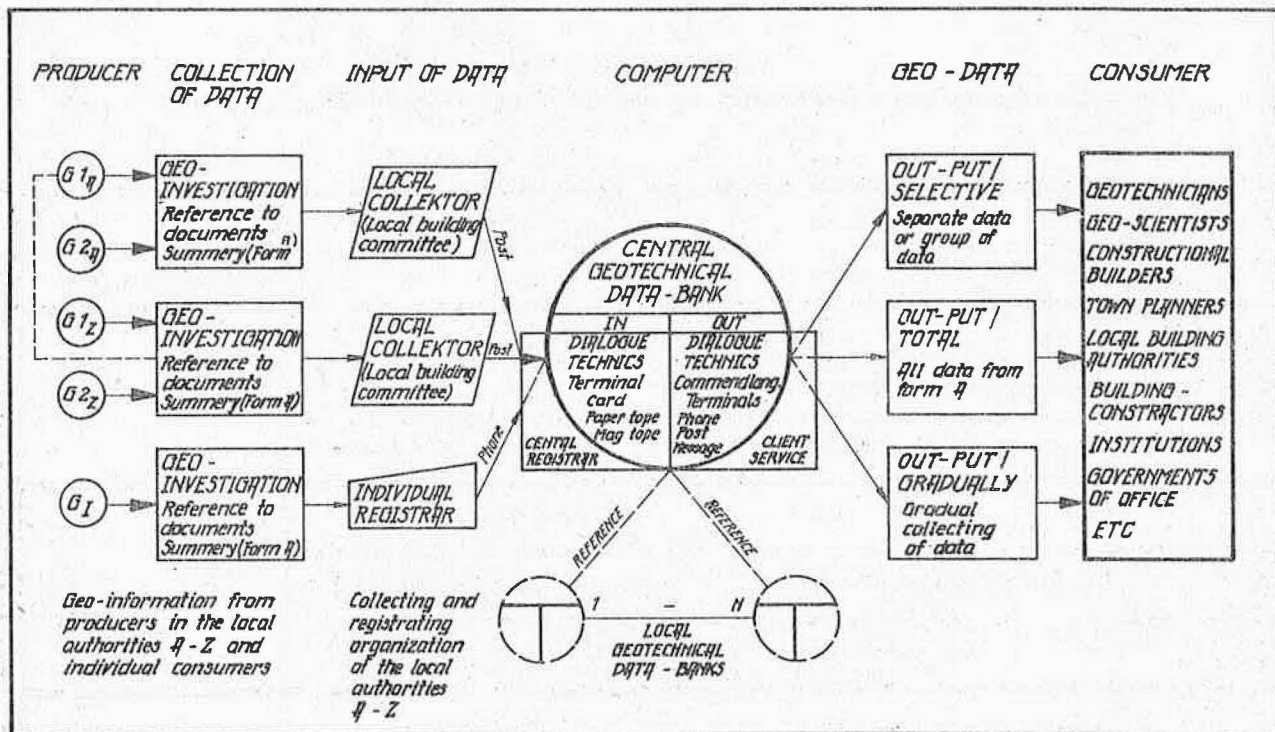 PRODUCER
COLLECTION
OF DATA
INPUT OF DATA
COMPUTER
GEO - DATA
CONSUMER
G1A
G2A
G1Z
G2Z
GI
GEO -
INVESTIGATION
Reference to
documents
Summery (Form A)
GEO -
INVESTIGATION
Reference to
documents
Summery (Form A)
GEO -
INVESTIGATION
Reference to
documents
Summery (Form A)
Geo-information from
producers in the local
authorities A - Z and
individual consumers
LOCAL
COLLEKTOR
(Local building
committee)
LOCAL
COLLEKTOR
(Local building
committee)
INDIVIDUAL
REGISTRAR
Collecting and
registrating
organization
of the local
authorities
A - Z
Post
Post
Phone
CENTRAL
GEOTECHNICAL
DATA - BANK
IN
DIALOGUE
TECHNICS
Terminal
card
Paper tape
Mag tape
OUT
DIALOGUE
TECHNICS
Commendlang.
Terminals
Phone
Post
Message
CENTAL
REGISTRAR
CLIENT
SERVICE
REFERENCE
REFERENCE
1 - N
LOCAL
GEOTECHNICAL
DATA - BANKS
OUT - PUT /
SELECTIVE
Separate data
or group of
data
OUT-PUT /
TOTAL
All data from
form A
OUT - PUT /
GRADUALLY
Gradual
collecting
of data
GEOTECHNICIANS
GEO-SCIENTISTS
CONSTRUCTIONAL
BUILDERS
TOWN PLANNERS
LOCAL BUILDING
AUTHORITIES
BUILDING -
CONSTRACTORS
INSTITUTIONS
GOVERNMENTS
OF OFFICE
ETC